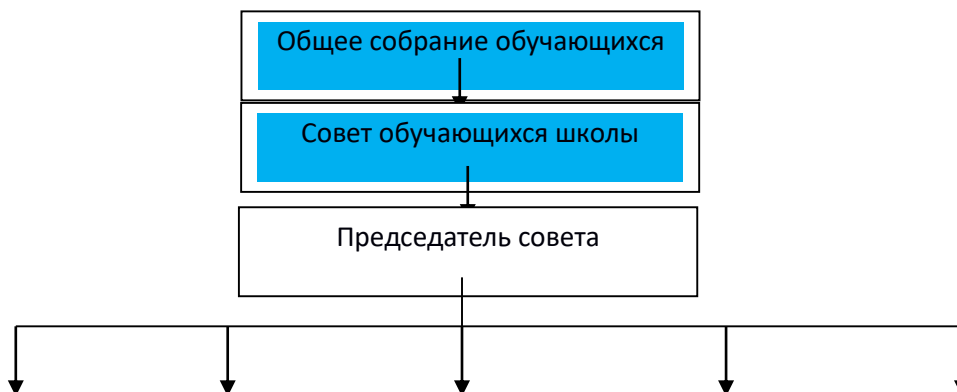 Общее собрание обучающихся
Совет обучающихся школы
Председатель совета